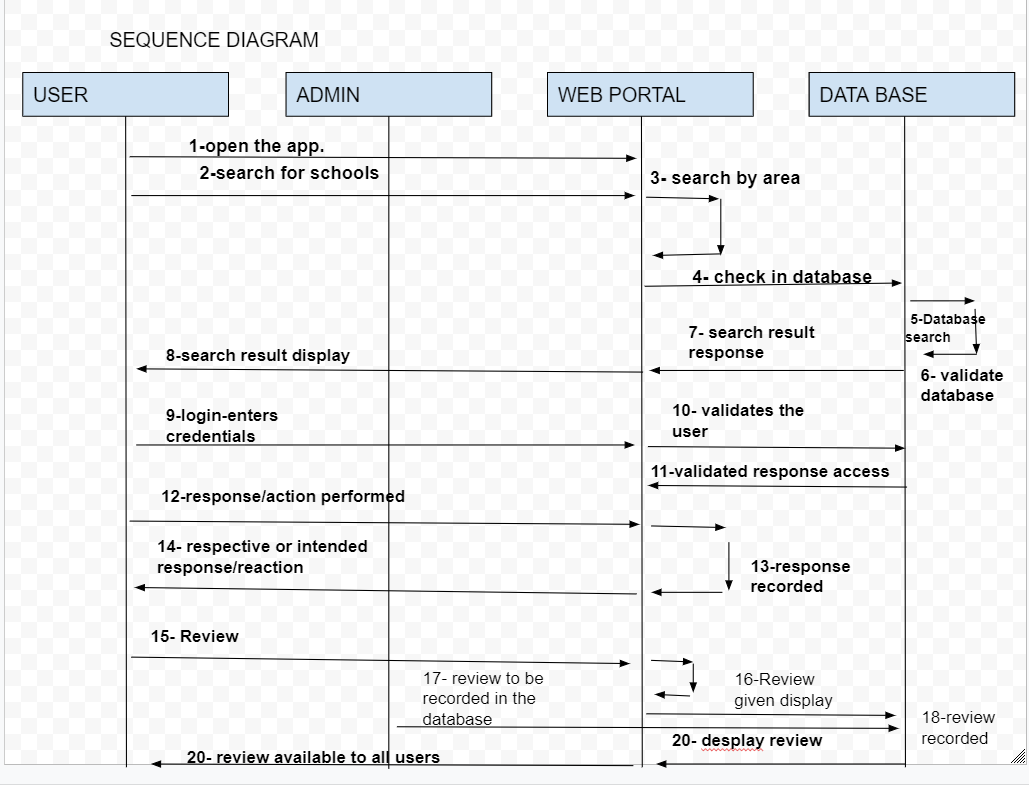 SEQUENCE DIAGRAM
USER
ADMIN
WEB PORTAL
DATA BASE
1-open the app.
2-search for schools
3- search by area
4- check in database
5-Database
search
7- search result
response
8-search result display
6- validate
database
9-login-enters
credentials
10- validates the
user
11-validated response access
12-response/action performed
14- respective or intended
response/reaction
13-response
recorded
15- Review
17- review to be
recorded in the
database
16-Review
given display
18-review
recorded
20- desplay review
20- review available to all users